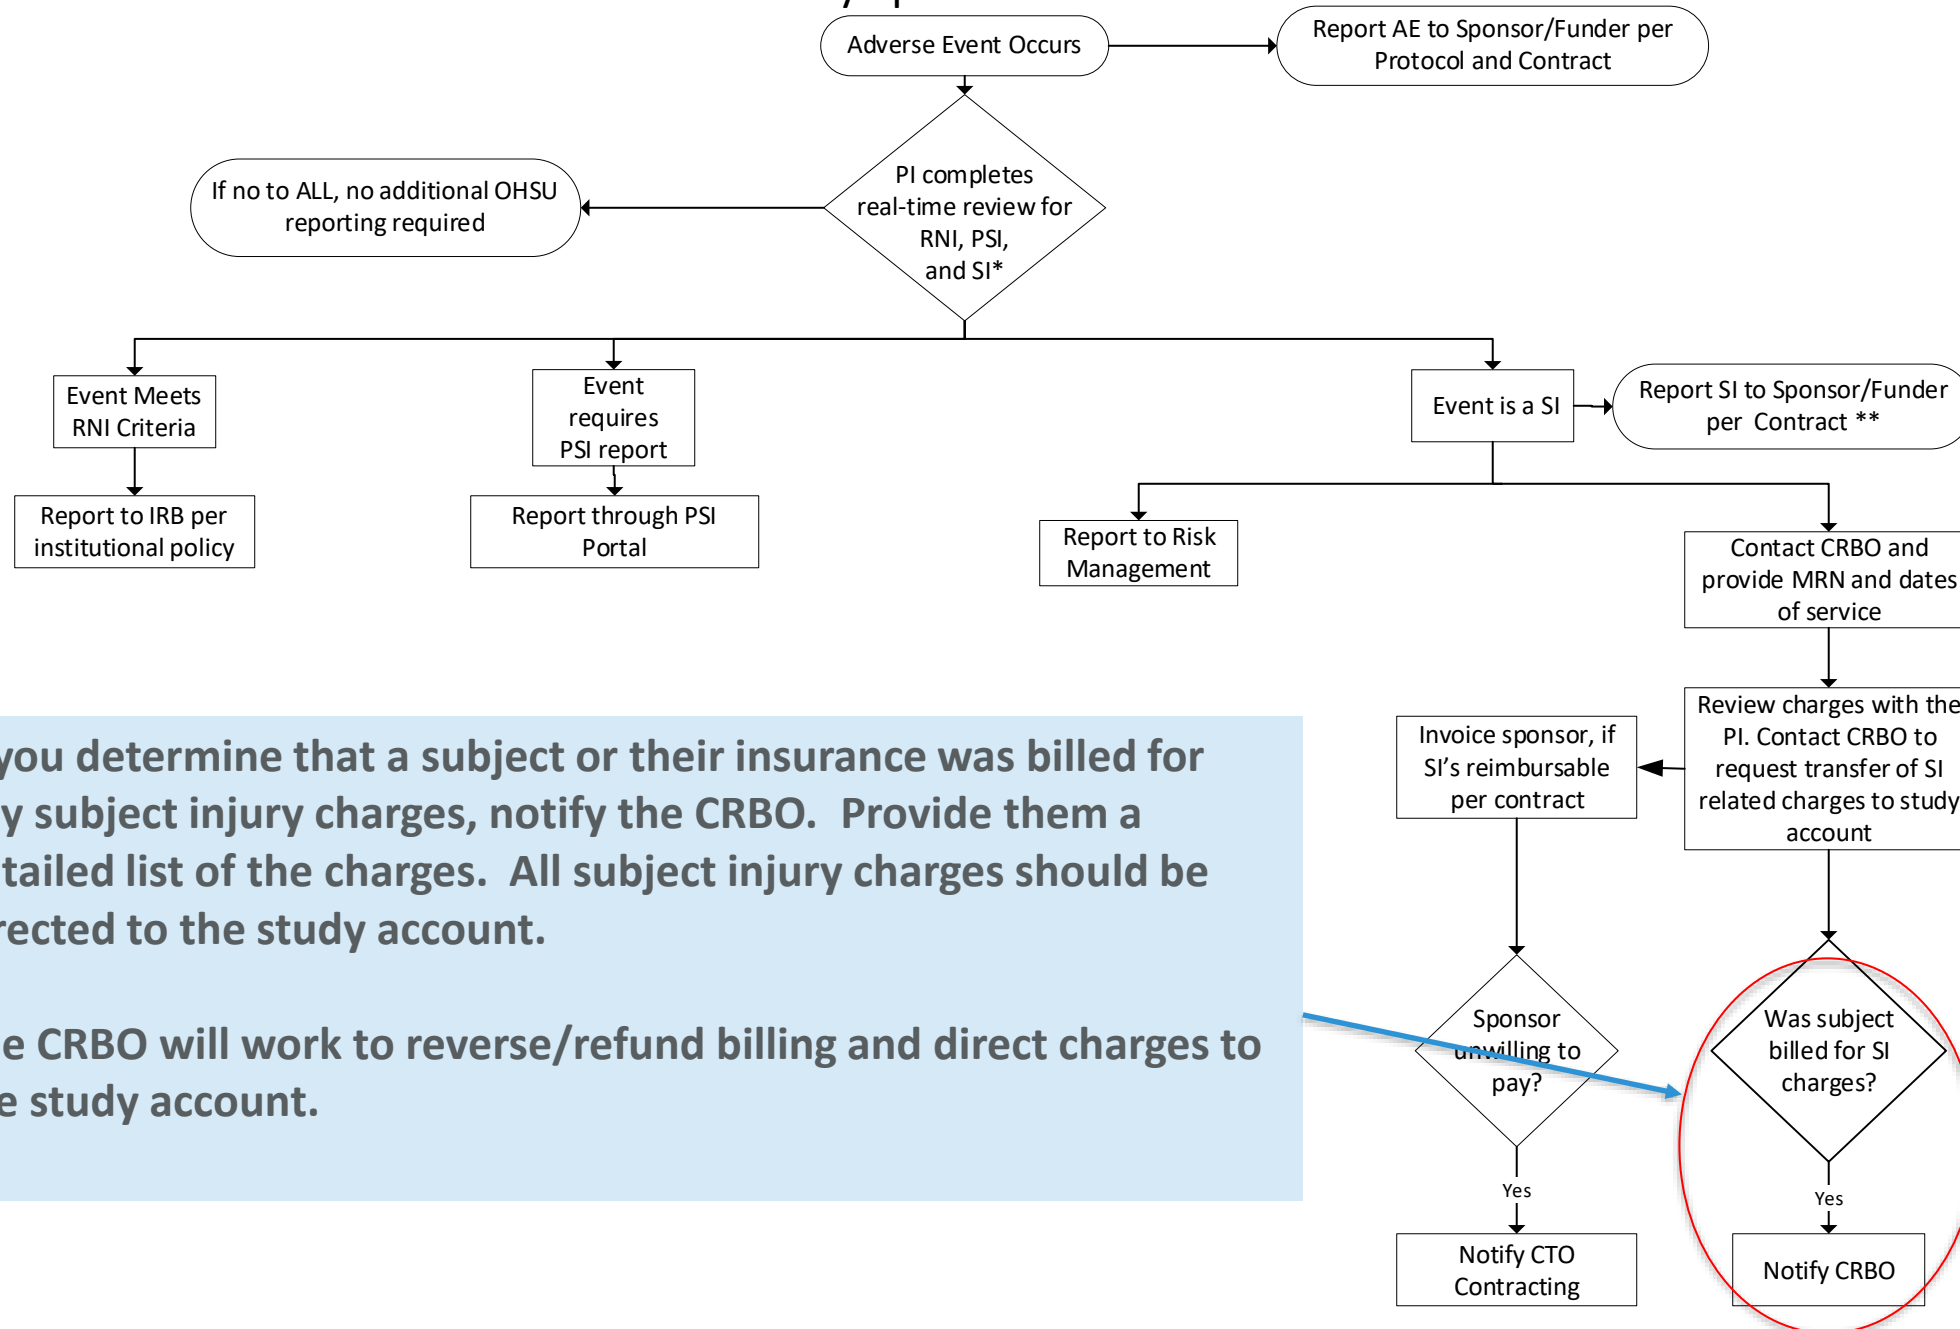 Adverse Event Occurs
Report AE to Sponsor/Funder per
Protocol and Contract
PI completes
real-time review for
RNI, PSI,
and SI*
If no to ALL, no additional OHSU
reporting required
Event Meets
RNI Criteria
Event
requires
PSI report
Event is a SI
Report SI to Sponsor/Funder
per Contract **
Report to IRB per
institutional policy
Report through PSI
Portal
Report to Risk
Management
Contact CRBO and
provide MRN and dates
of service
Invoice sponsor, if
SI's reimbursable
per contract
Review charges with the
PI. Contact CRBO to
request transfer of SI
related charges to study
account
you determine that a subject or their insurance was billed for
y subject injury charges, notify the CRBO. Provide them a
tailed list of the charges. All subject injury charges should be
rected to the study account.
e CRBO will work to reverse/refund billing and direct charges to
e study account.
Sponsor
unwilling to
pay?
Was subject
billed for SI
charges?
Yes
Yes
Notify CTO
Contracting
Notify CRBO